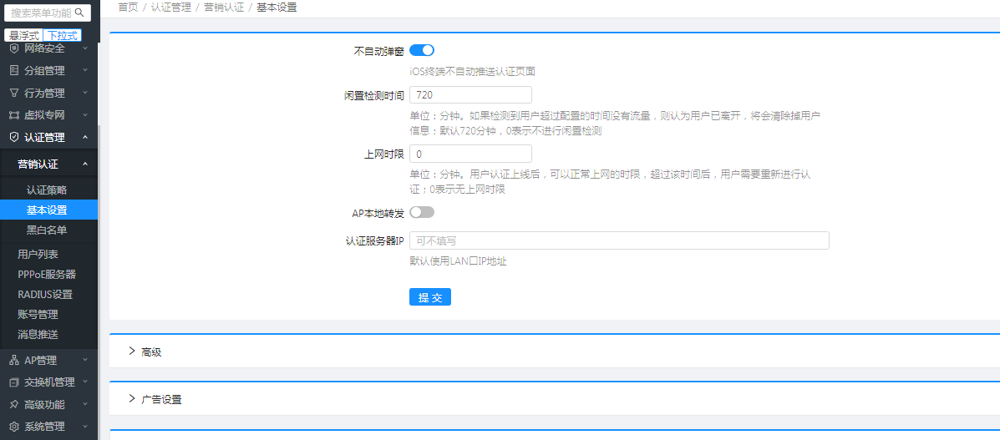 搜索菜单功能
悬浮式 下拉式
网络安全
分组管理
行为管理
虚拟专网
认证管理
营销认证
认证策略
基本设置
黑白名单
用户列表
PPPoE服务器
RADIUS设置
账号管理
消息推送
AP管理
交换机管理
高级功能
系统管理
首页 / 认证管理 / 营销认证 / 基本设置
不自动弹窗
iOS终端不自动推送认证页面
闲置检测时间 720
单位：分钟。如果检测到用户超过配置的时间没有流量，则认为用户已离开，将会清除掉用户
信息；默认720分钟，0表示不进行闲置检测
上网时限 0
单位：分钟。用户认证上线后，可以正常上网的时限，超过该时间后，用户需要重新进行认
证；0表示无上网时限
AP本地转发
认证服务器IP 可不填写
默认使用LAN口IP地址
提 交
高级
广告设置